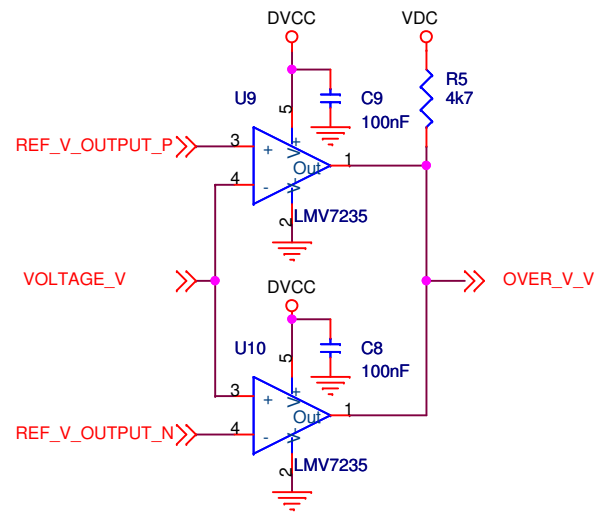 DVCC
VDC
R5
4k7
U9
5
C9
100nF
REF_V_OUTPUT_P
3
+
V+
Out
1
4
-
V-
2
LMV7235
VOLTAGE_V
OVER_V_V
DVCC
U10
5
C8
100nF
3
+
V+
Out
1
REF_V_OUTPUT_N
4
-
V-
2
LMV7235